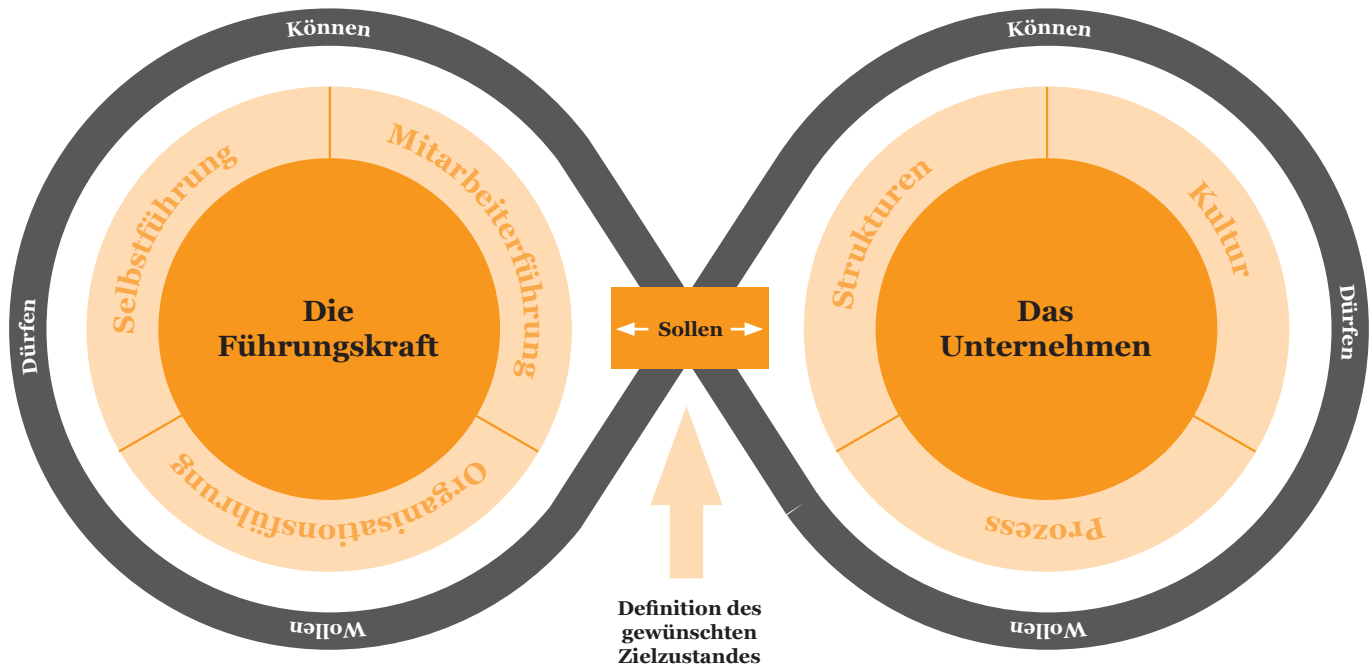 Können
Können
Selbstführung
Mitarbeiterführung
Strukturen
Kultur
Dürfen
Die
Führungskraft
Sollen
Das
Unternehmen
Dürfen
Organisationsführung
Prozess
Wollen
Definition des
gewünschten
Zielzustandes
Wollen